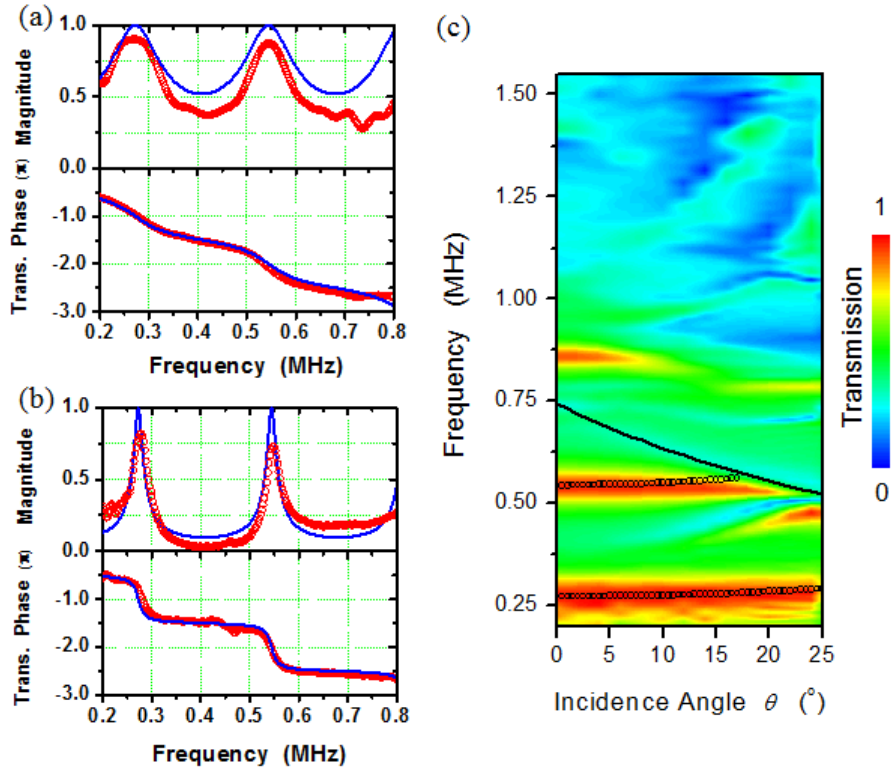 (a)
1.0
0.5
0.0
Magnitude
-1.0
-2.0
-3.0
Trans. Phase (π)
0.2 0.3 0.4 0.5 0.6 0.7 0.8
Frequency (MHz)
(b)
1.0
0.5
0.0
Magnitude
-1.0
-2.0
-3.0
Trans. Phase (π)
0.2 0.3 0.4 0.5 0.6 0.7 0.8
Frequency (MHz)
(c)
1.50
1.25
1.00
0.75
0.50
0.25
Frequency (MHz)
0 5 10 15 20 25
Incidence Angle θ (°)
1
Transmission
0